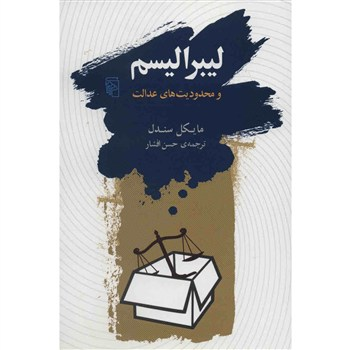 لیبرالیسم
و محدودیت‌های عدالت
مایکل سندل
ترجمه‌ی حسن افشار